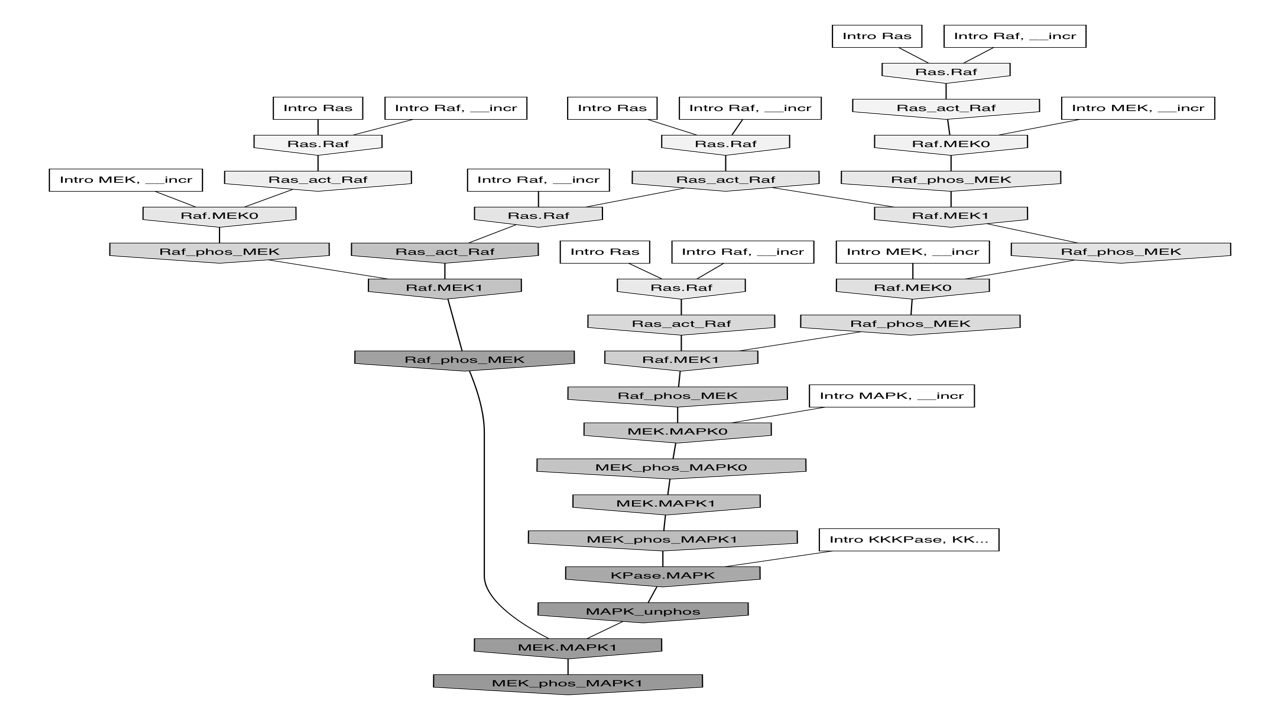 Intro Ras
Intro Raf, __incr
Ras.Raf
Intro Ras
Intro Raf, __incr
Intro Ras
Intro Raf, __incr
Ras_act_Raf
Intro MEK, __incr
Ras.Raf
Ras.Raf
Raf.MEK0
Intro MEK, __incr
Ras_act_Raf
Intro Raf, __incr
Ras_act_Raf
Raf_phos_MEK
Raf.MEK0
Ras.Raf
Raf.MEK1
Raf_phos_MEK
Ras_act_Raf
Intro Ras
Intro Raf, __incr
Intro MEK, __incr
Raf_phos_MEK
Raf.MEK1
Ras.Raf
Raf.MEK0
Ras_act_Raf
Raf_phos_MEK
Raf_phos_MEK
Raf.MEK1
Raf_phos_MEK
Intro MAPK, __incr
MEK.MAPK0
MEK_phos_MAPK0
MEK.MAPK1
MEK_phos_MAPK1
Intro KKKPase, KK...
KPase.MAPK
MAPK_unphos
MEK.MAPK1
MEK_phos_MAPK1